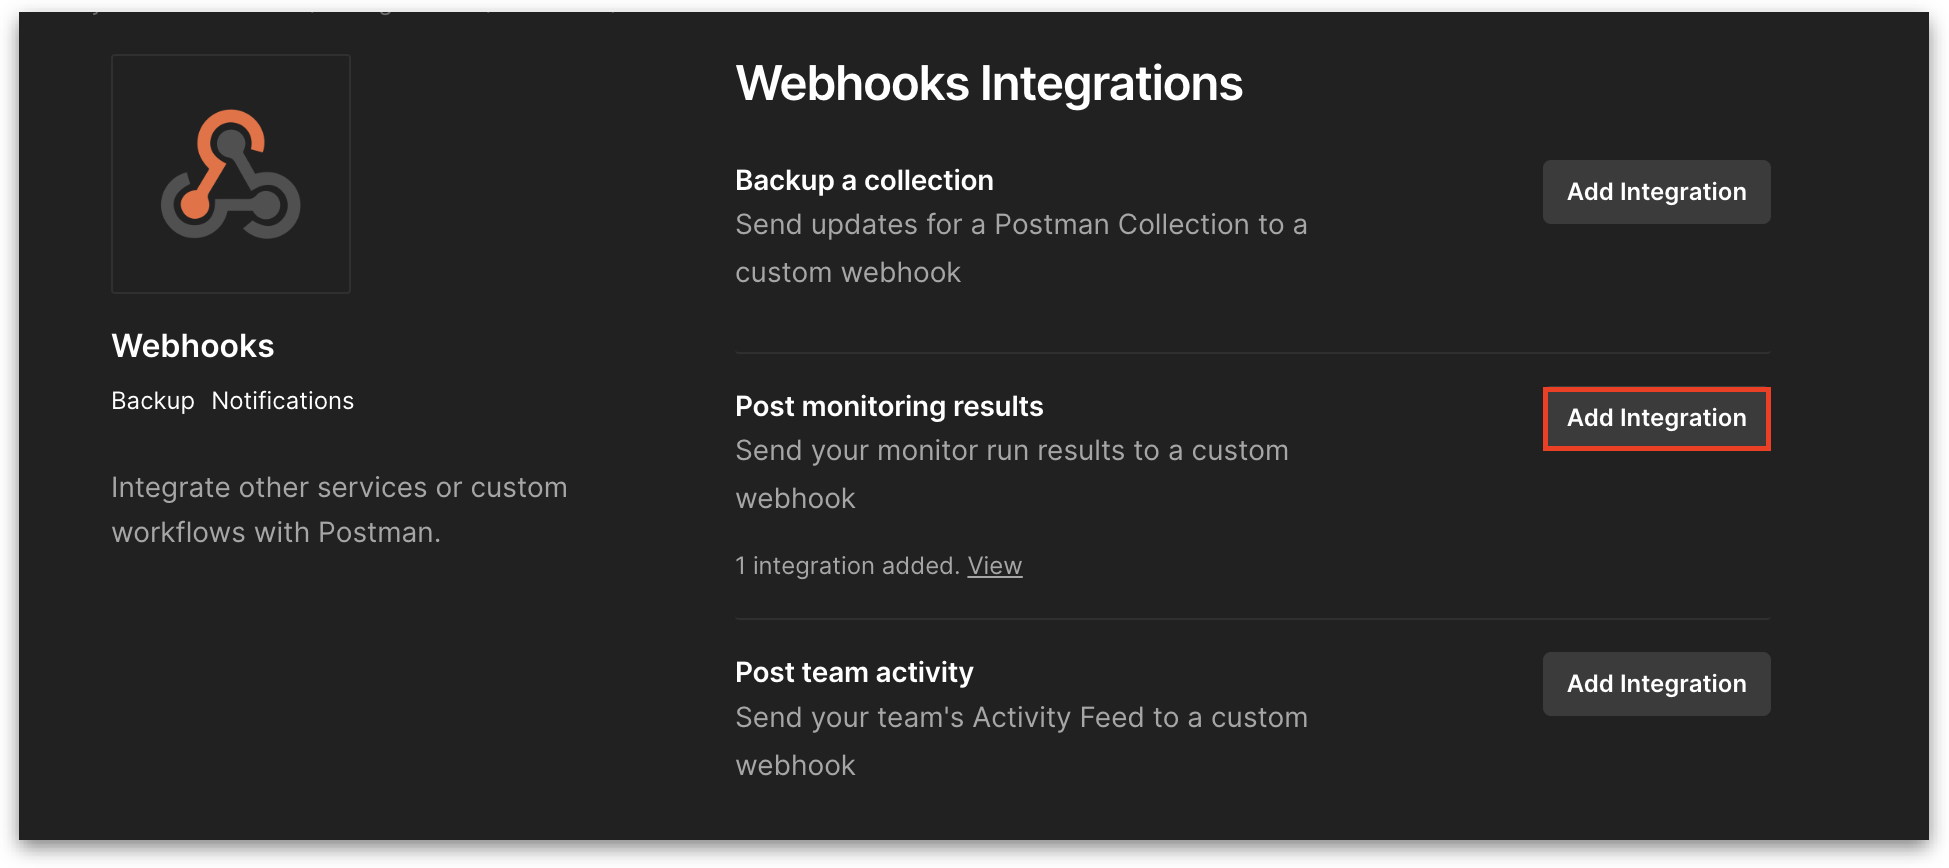 Webhooks
Backup Notifications
Integrate other services or custom
workflows with Postman.
Webhooks Integrations
Backup a collection
Add Integration
Send updates for a Postman Collection to a
custom webhook
Post monitoring results
Add Integration
Send your monitor run results to a custom
webhook
1 integration added. View
Post team activity
Add Integration
Send your team's Activity Feed to a custom
webhook